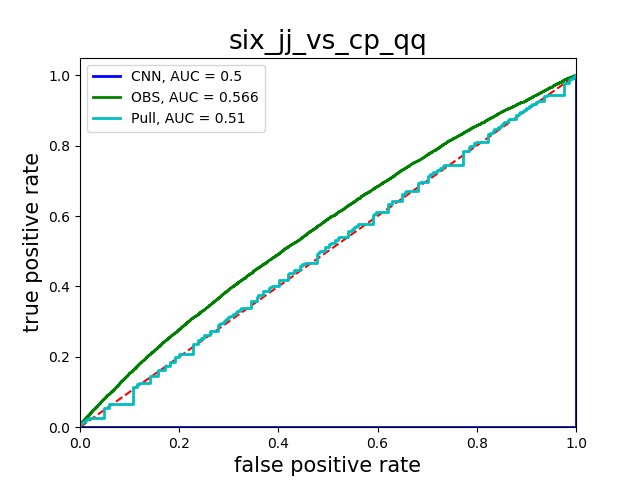 six_jj_vs_cp_qq
CNN, AUC = 0.5
OBS, AUC = 0.566
Pull, AUC = 0.51
1.0
0.8
0.6
0.4
0.2
0.0
true positive rate
0.0 0.2 0.4 0.6 0.8 1.0
false positive rate